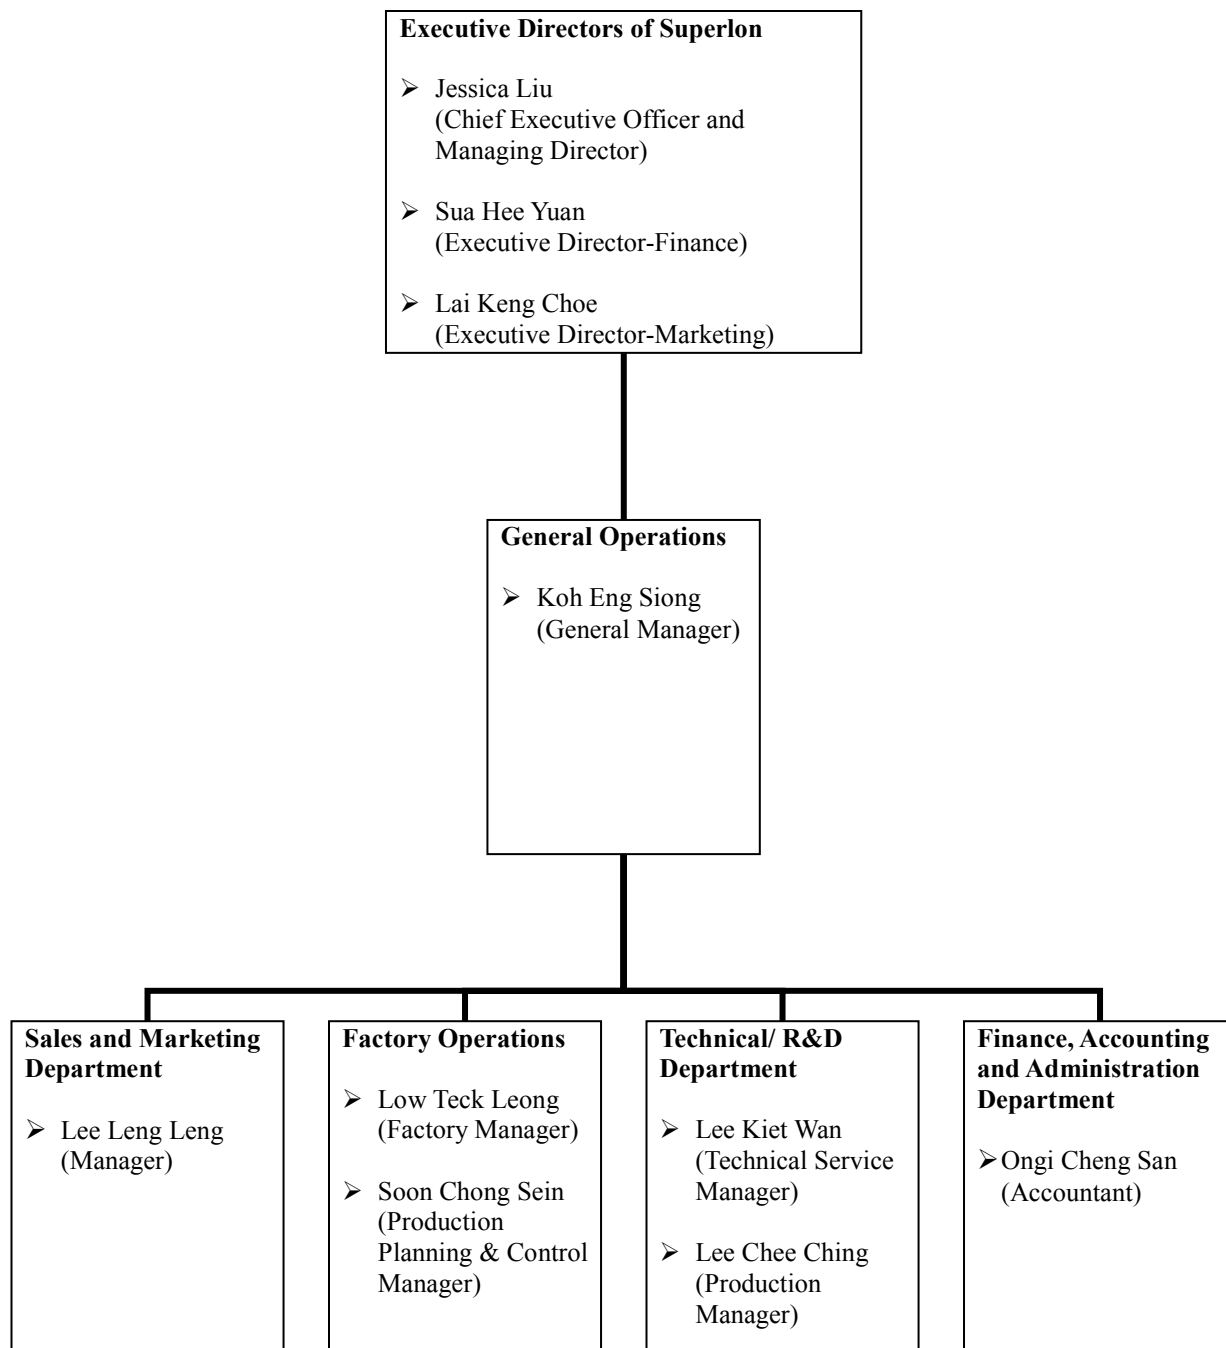 Executive Directors of Superlon
➢ Jessica Liu
(Chief Executive Officer and
Managing Director)
➢ Sua Hee Yuan
(Executive Director-Finance)
➢ Lai Keng Choe
(Executive Director-Marketing)
General Operations
➢ Koh Eng Siong
(General Manager)
Sales and Marketing
Department
➢ Lee Leng Leng
(Manager)
Factory Operations
➢ Low Teck Leong
(Factory Manager)
➢ Soon Chong Sein
(Production
Planning & Control
Manager)
Technical/ R&D
Department
➢ Lee Kiet Wan
(Technical Service
Manager)
➢ Lee Chee Ching
(Production
Manager)
Finance, Accounting
and Administration
Department
➢ Ongi Cheng San
(Accountant)